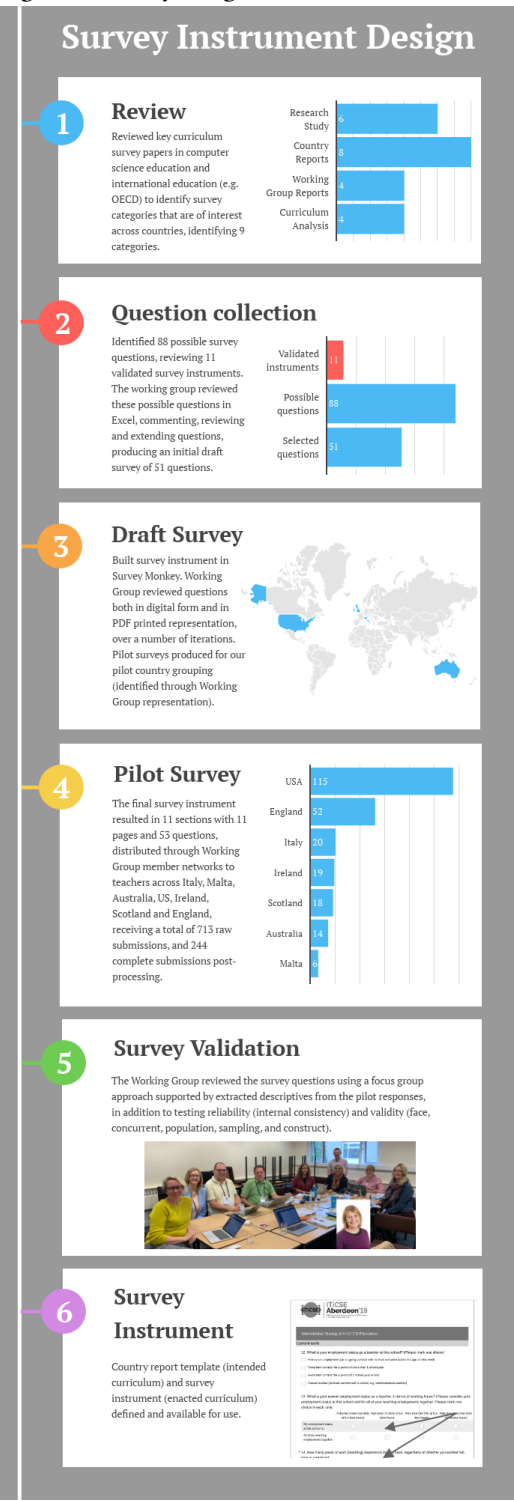 Survey Instrument Design
1
Review
Reviewed key curriculum
survey papers in computer
science education and
international education (e.g.
OECD) to identify survey
categories that are of interest
across countries, identifying 9
categories.
Research
Study
6
Country
Reports
8
Working
Group Reports
4
Curriculum
Analysis
4
2
Question collection
Identified 88 possible survey
questions, reviewing 11
validated survey instruments.
The working group reviewed
these possible questions in
Excel, commenting, reviewing
and extending questions,
producing an initial draft
survey of 51 questions.
Validated
instruments
11
Possible
questions
88
Selected
questions
51
3
Draft Survey
Built survey instrument in
Survey Monkey. Working
Group reviewed questions
both in digital form and in
PDF printed representation,
over a number of iterations.
Pilot surveys produced for our
pilot country grouping
(identified through Working
Group representation).
4
Pilot Survey
The final survey instrument
resulted in 11 sections with 11
pages and 53 questions,
distributed through Working
Group member networks to
teachers across Italy, Malta,
Australia, US, Ireland,
Scotland and England,
receiving a total of 713 raw
submissions, and 244
complete submissions post-
processing.
USA 115
England 52
Italy 20
Ireland 19
Scotland 18
Australia 14
Malta 6
5
Survey Validation
The Working Group reviewed the survey questions using a focus group
approach supported by extracted descriptives from the pilot responses,
in addition to testing reliability (internal consistency) and validity (face,
concurrent, population, sampling, and construct).
6
Survey
Instrument
Country report template (intended
curriculum) and survey
instrument (enacted curriculum)
defined and available for use.
ITiCSE
Aberdeen'19
International Survey of K-12 CS Education